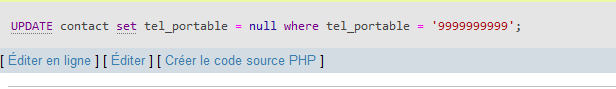 UPDATE contact set tel_portable = null where tel_portable = '9999999999';
[ Éditer en ligne ] [ Éditer ] [ Créer le code source PHP ]